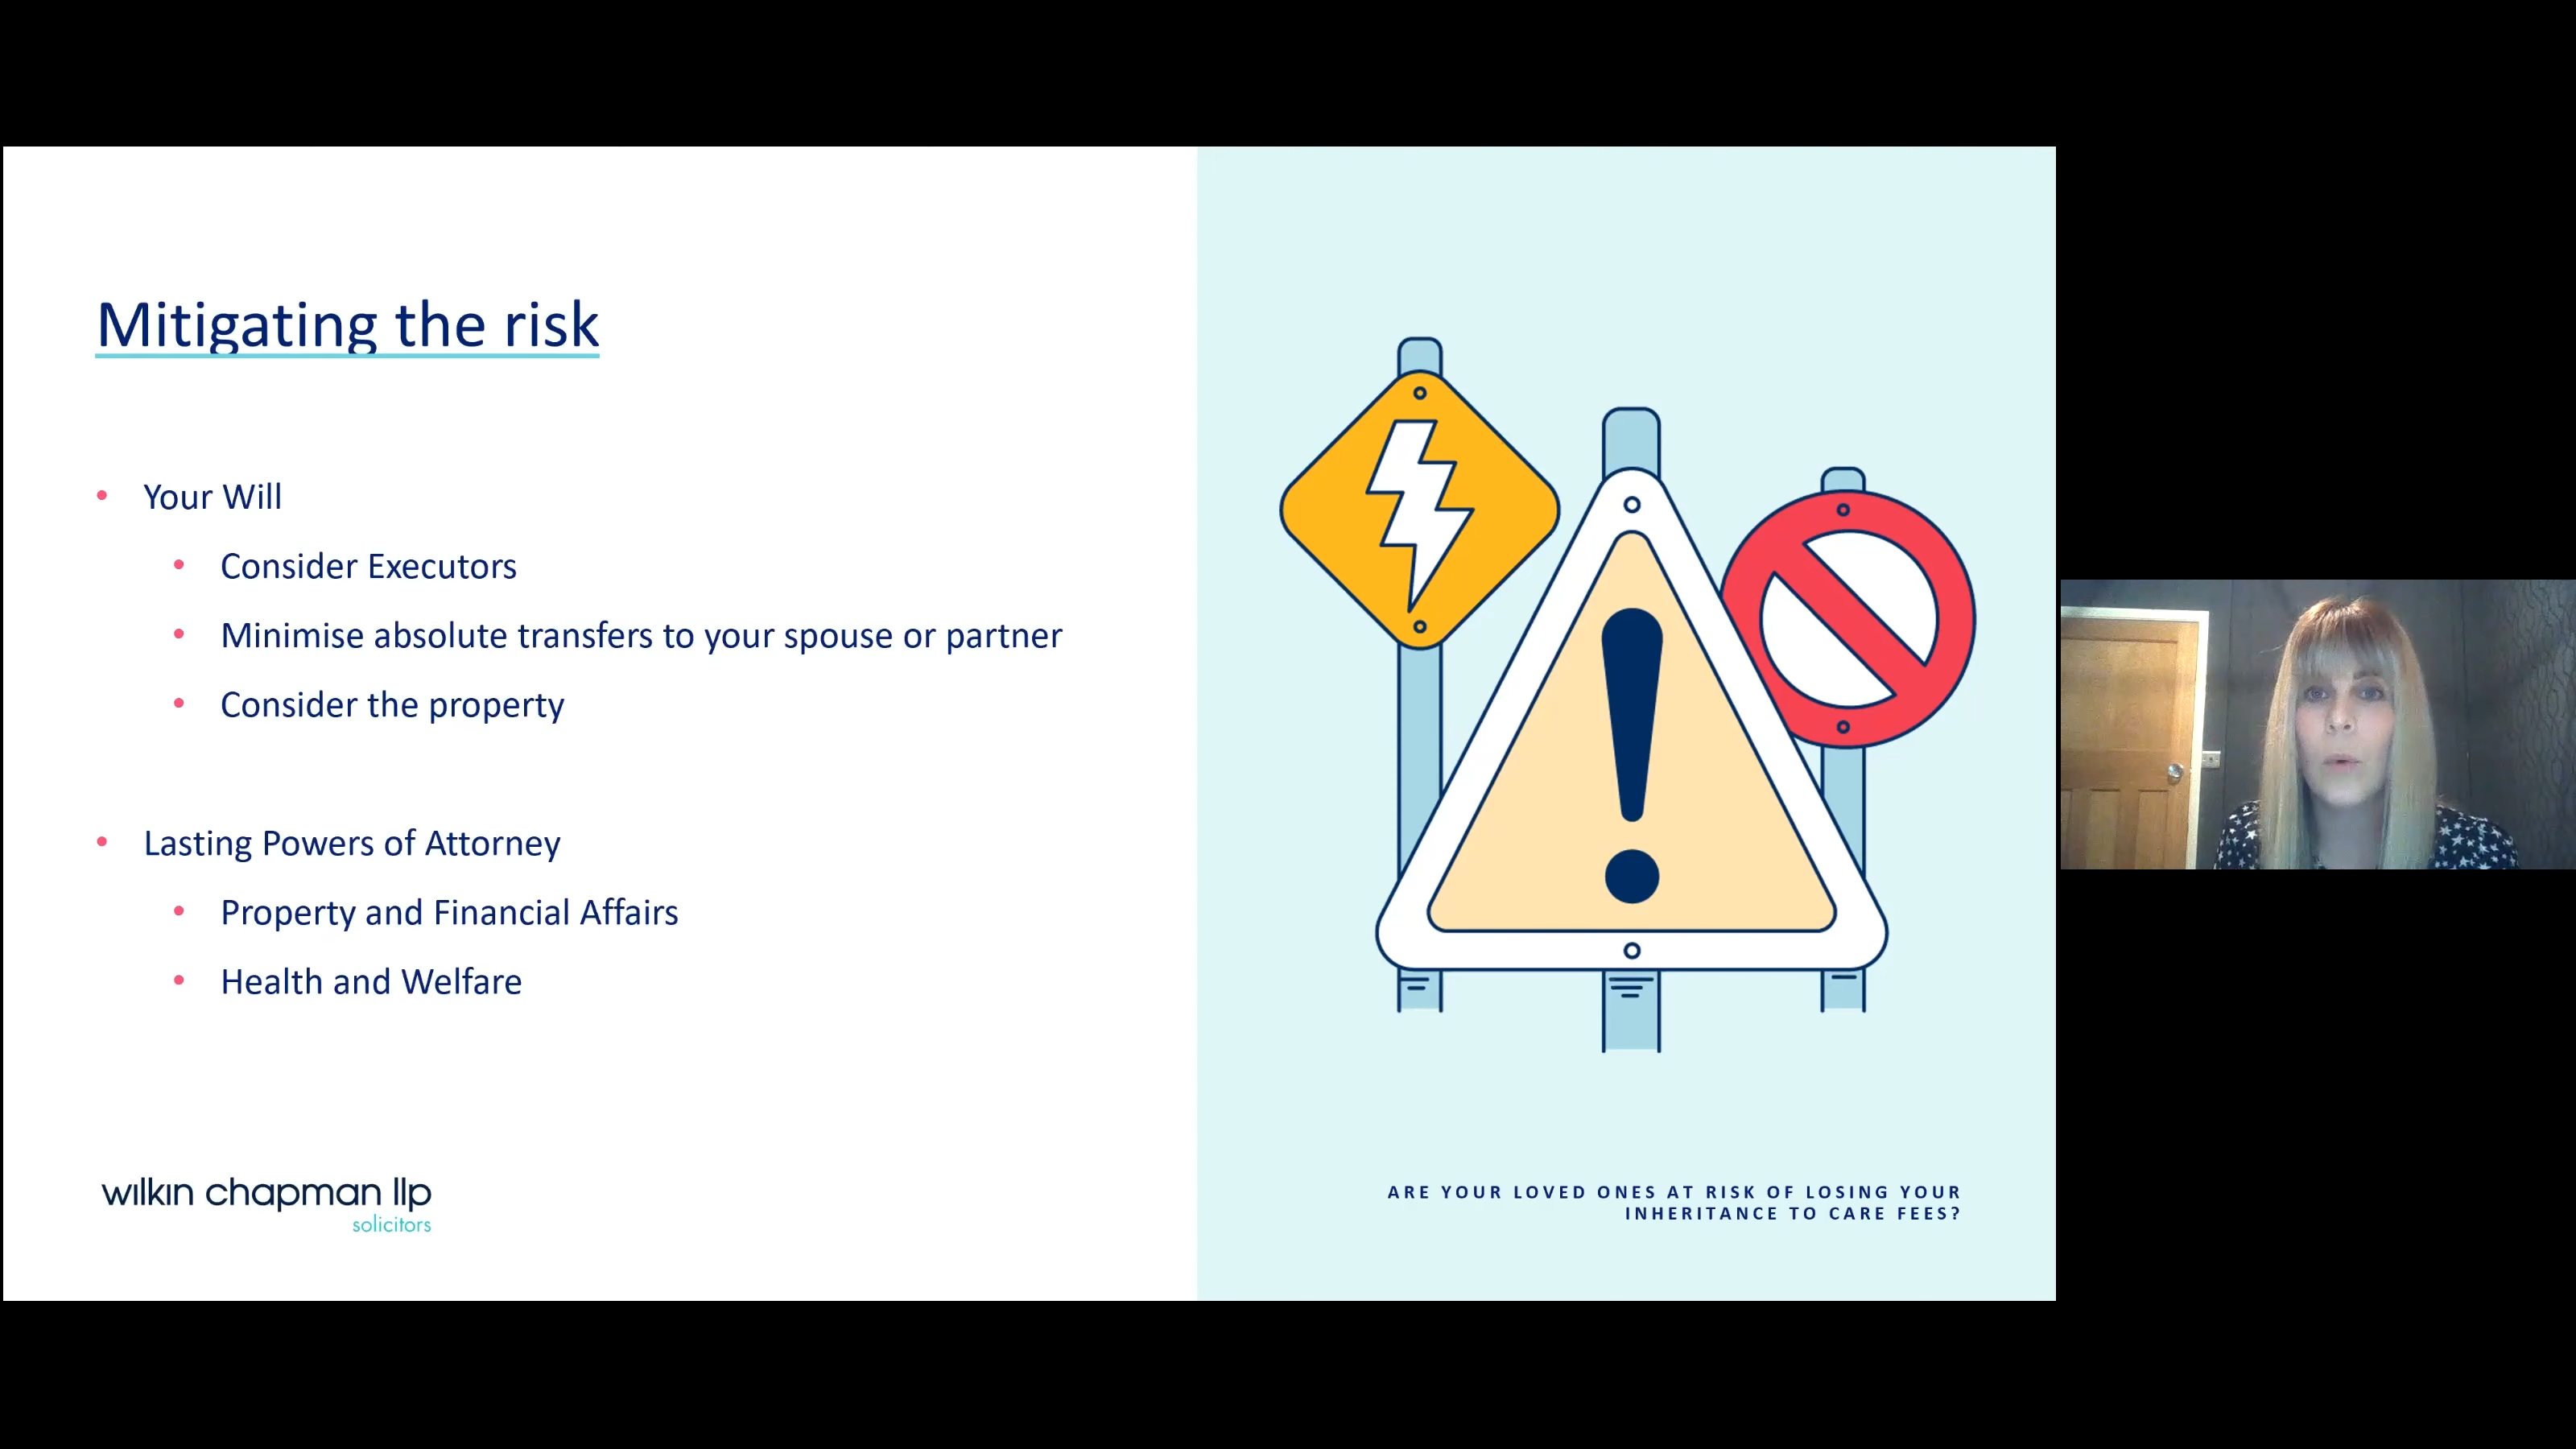 Mitigating the risk
• Your Will
• Consider Executors
• Minimise absolute transfers to your spouse or partner
• Consider the property
• Lasting Powers of Attorney
• Property and Financial Affairs
• Health and Welfare
wilkin chapman llp
solicitors
ARE YOUR LOVED ONES AT RISK OF LOSING YOUR
INHERITANCE TO CARE FEES?